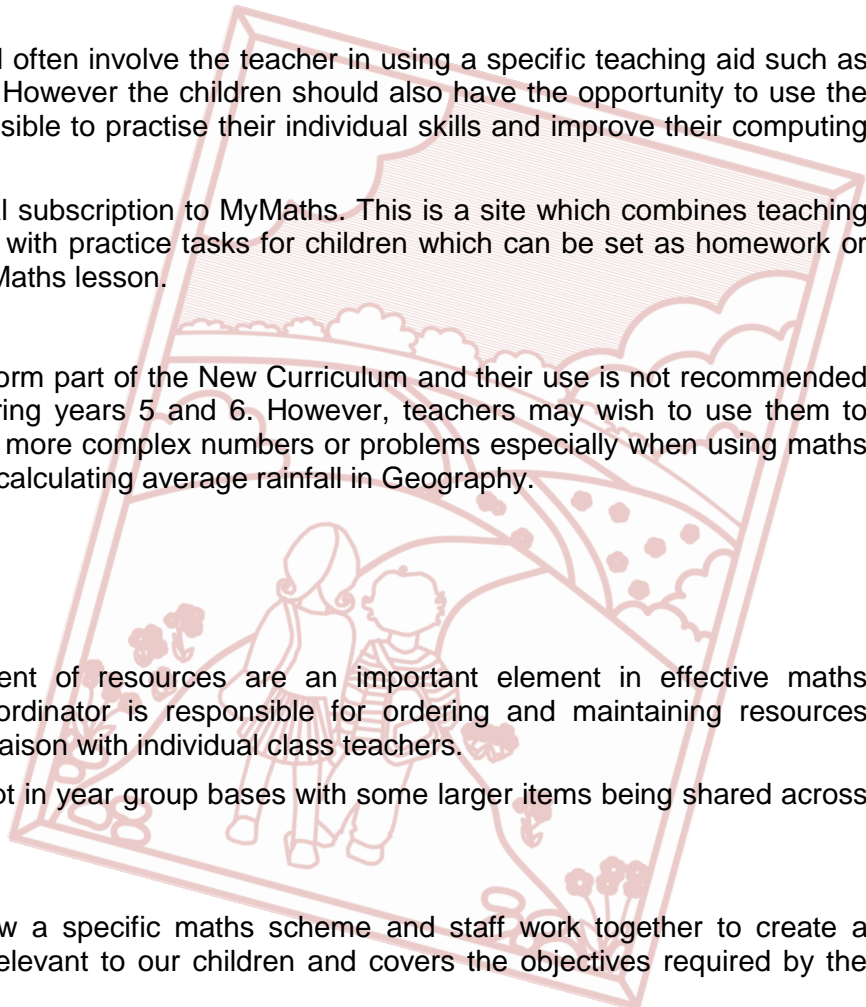 often involve the teacher in using a specific teaching aid such as
However the children should also have the opportunity to use the
sible to practise their individual skills and improve their computing
l subscription to MyMaths. This is a site which combines teaching
with practice tasks for children which can be set as homework or
Maths lesson.
orm part of the New Curriculum and their use is not recommended
ring years 5 and 6. However, teachers may wish to use them to
more complex numbers or problems especially when using maths
calculating average rainfall in Geography.
ent of resources are an important element in effective maths
ordinator is responsible for ordering and maintaining resources
aison with individual class teachers.
ot in year group bases with some larger items being shared across
w a specific maths scheme and staff work together to create a
elevant to our children and covers the objectives required by the